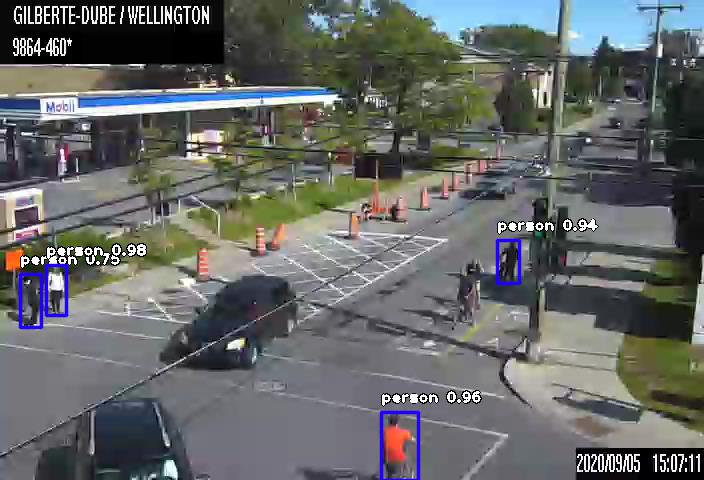 GILBERTE-DUBE / WELLINGTON
9864-460*
Mobil
person 0.94
person 0.98
person 0.75
person 0.96
2020/09/05 15:07:11